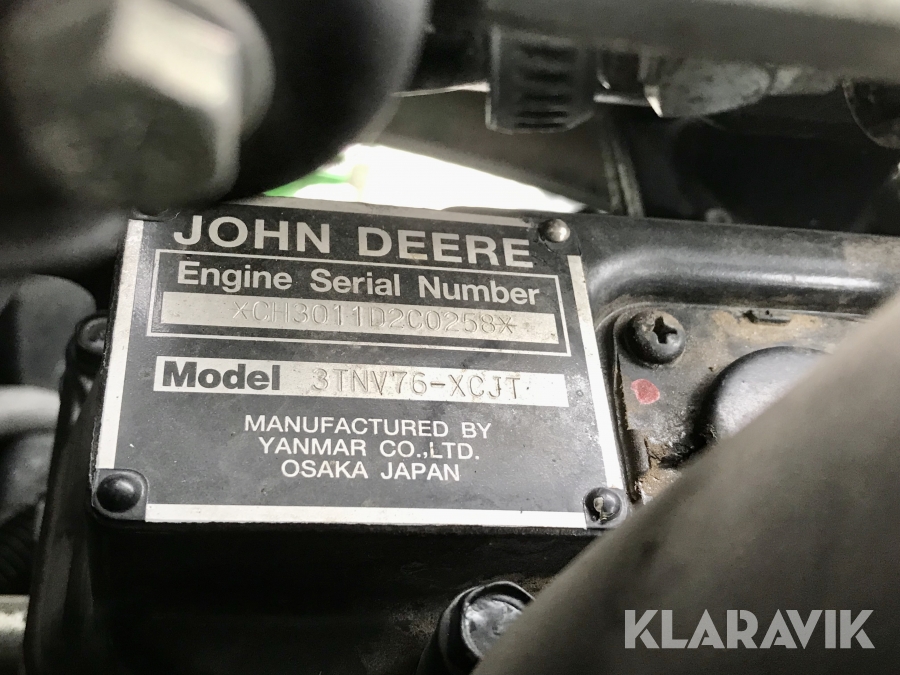 JOHN DEERE
Engine Serial Number
*CH3011D2C0258*
Model 3TNV76-XCJT
MANUFACTURED BY
YANMAR CO.,LTD.
OSAKA JAPAN
KLARAVIK